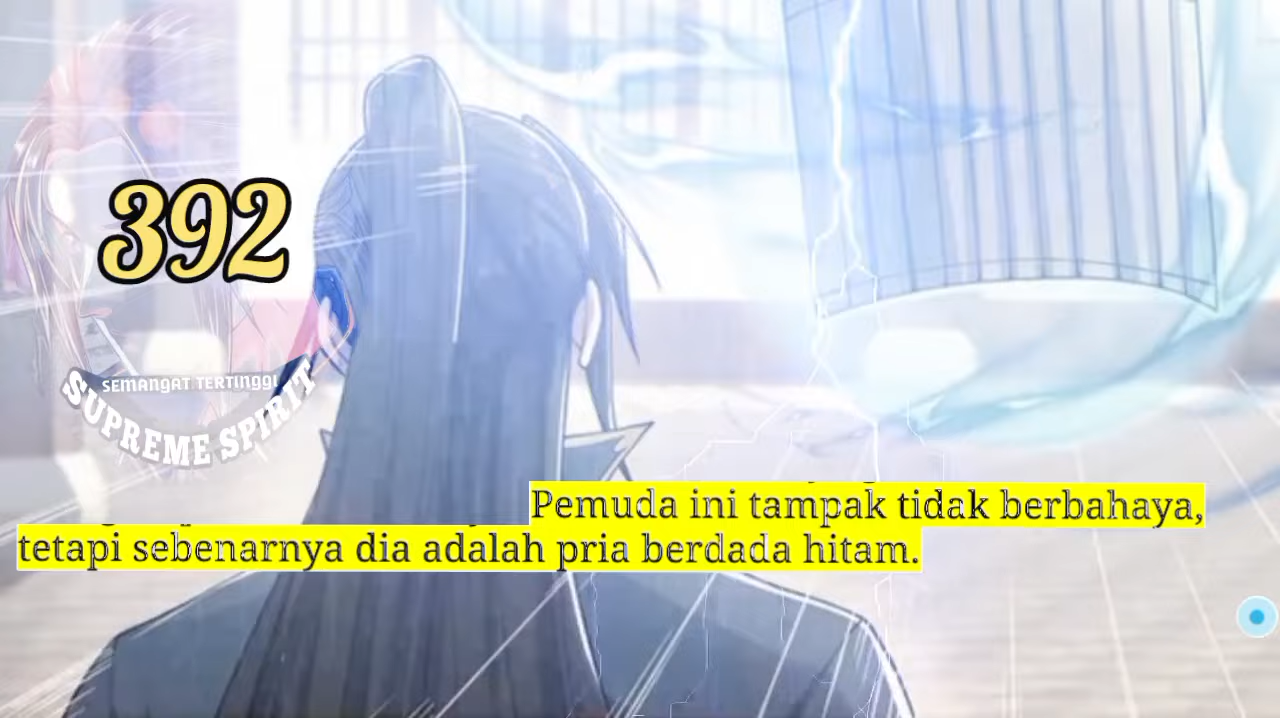 392
SEMANGAT TERTINGGI
SUPREME SPIRIT
Pemuda ini tampak tidak berbahaya,
tetapi sebenarnya dia adalah pria berdada hitam.